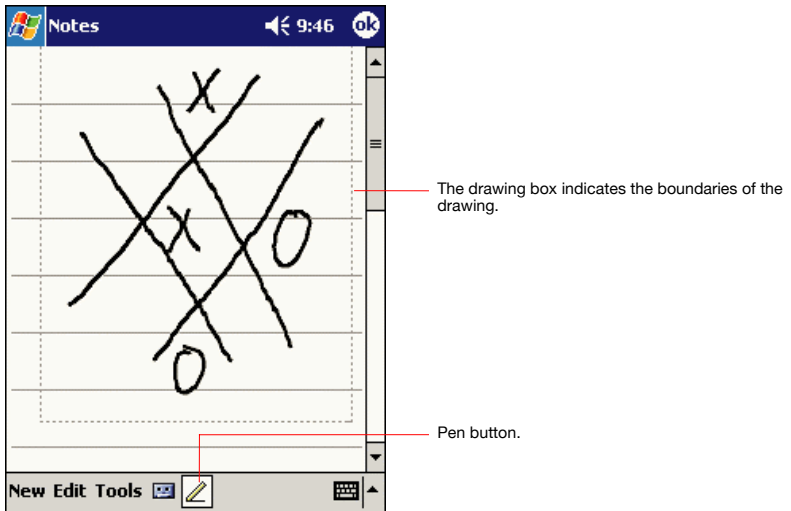 Notes 9:46 ok
X
X
O
O
The drawing box indicates the boundaries of the
drawing.
Pen button.
New Edit Tools